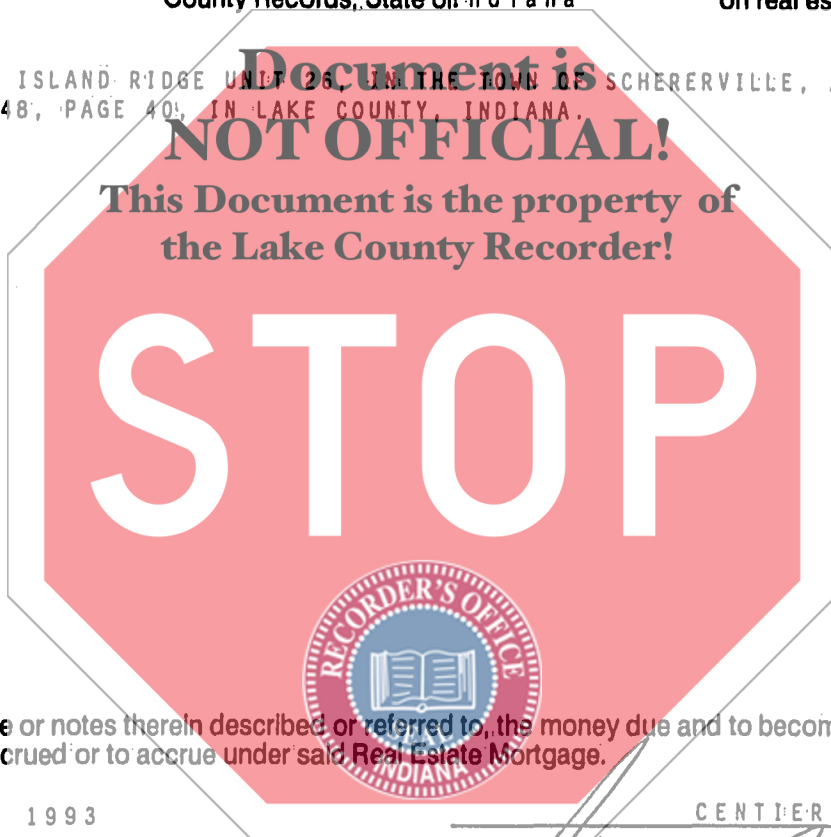 County Records, State of Indiana on real es
Document is
ISLAND RIDGE UNIT 26, IN THE TOWN OF SCHERERVILLE,
48, PAGE 40, IN LAKE COUNTY, INDIANA.
NOT OFFICIAL!
This Document is the property of
the Lake County Recorder!
STOP
RECORDER'S OFFICE
SEAL
INDIANA
e or notes therein described or referred to, the money due and to becom
crued or to accrue under said Real Estate Mortgage.
1993 CENTIER